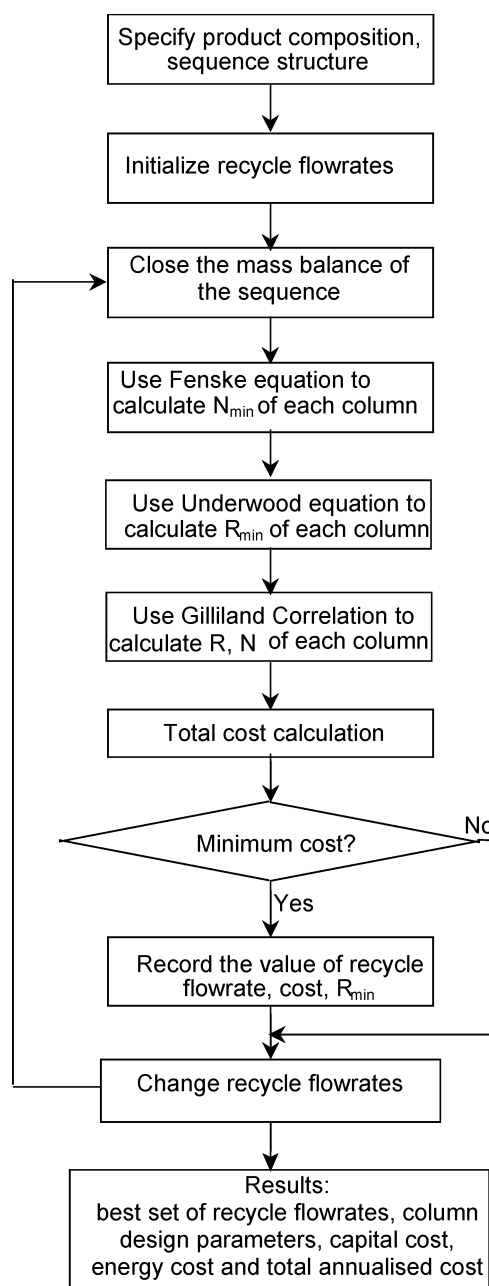 Specify product composition,
sequence structure
Initialize recycle flowrates
Close the mass balance of
the sequence
Use Fenske equation to
calculate Nmin of each column
Use Underwood equation to
calculate Rmin of each column
Use Gilliland Correlation to
calculate R, N of each column
Total cost calculation
Minimum cost?
No
Yes
Record the value of recycle
flowrate, cost, Rmin
Change recycle flowrates
Results:
best set of recycle flowrates, column
design parameters, capital cost,
energy cost and total annualised cost